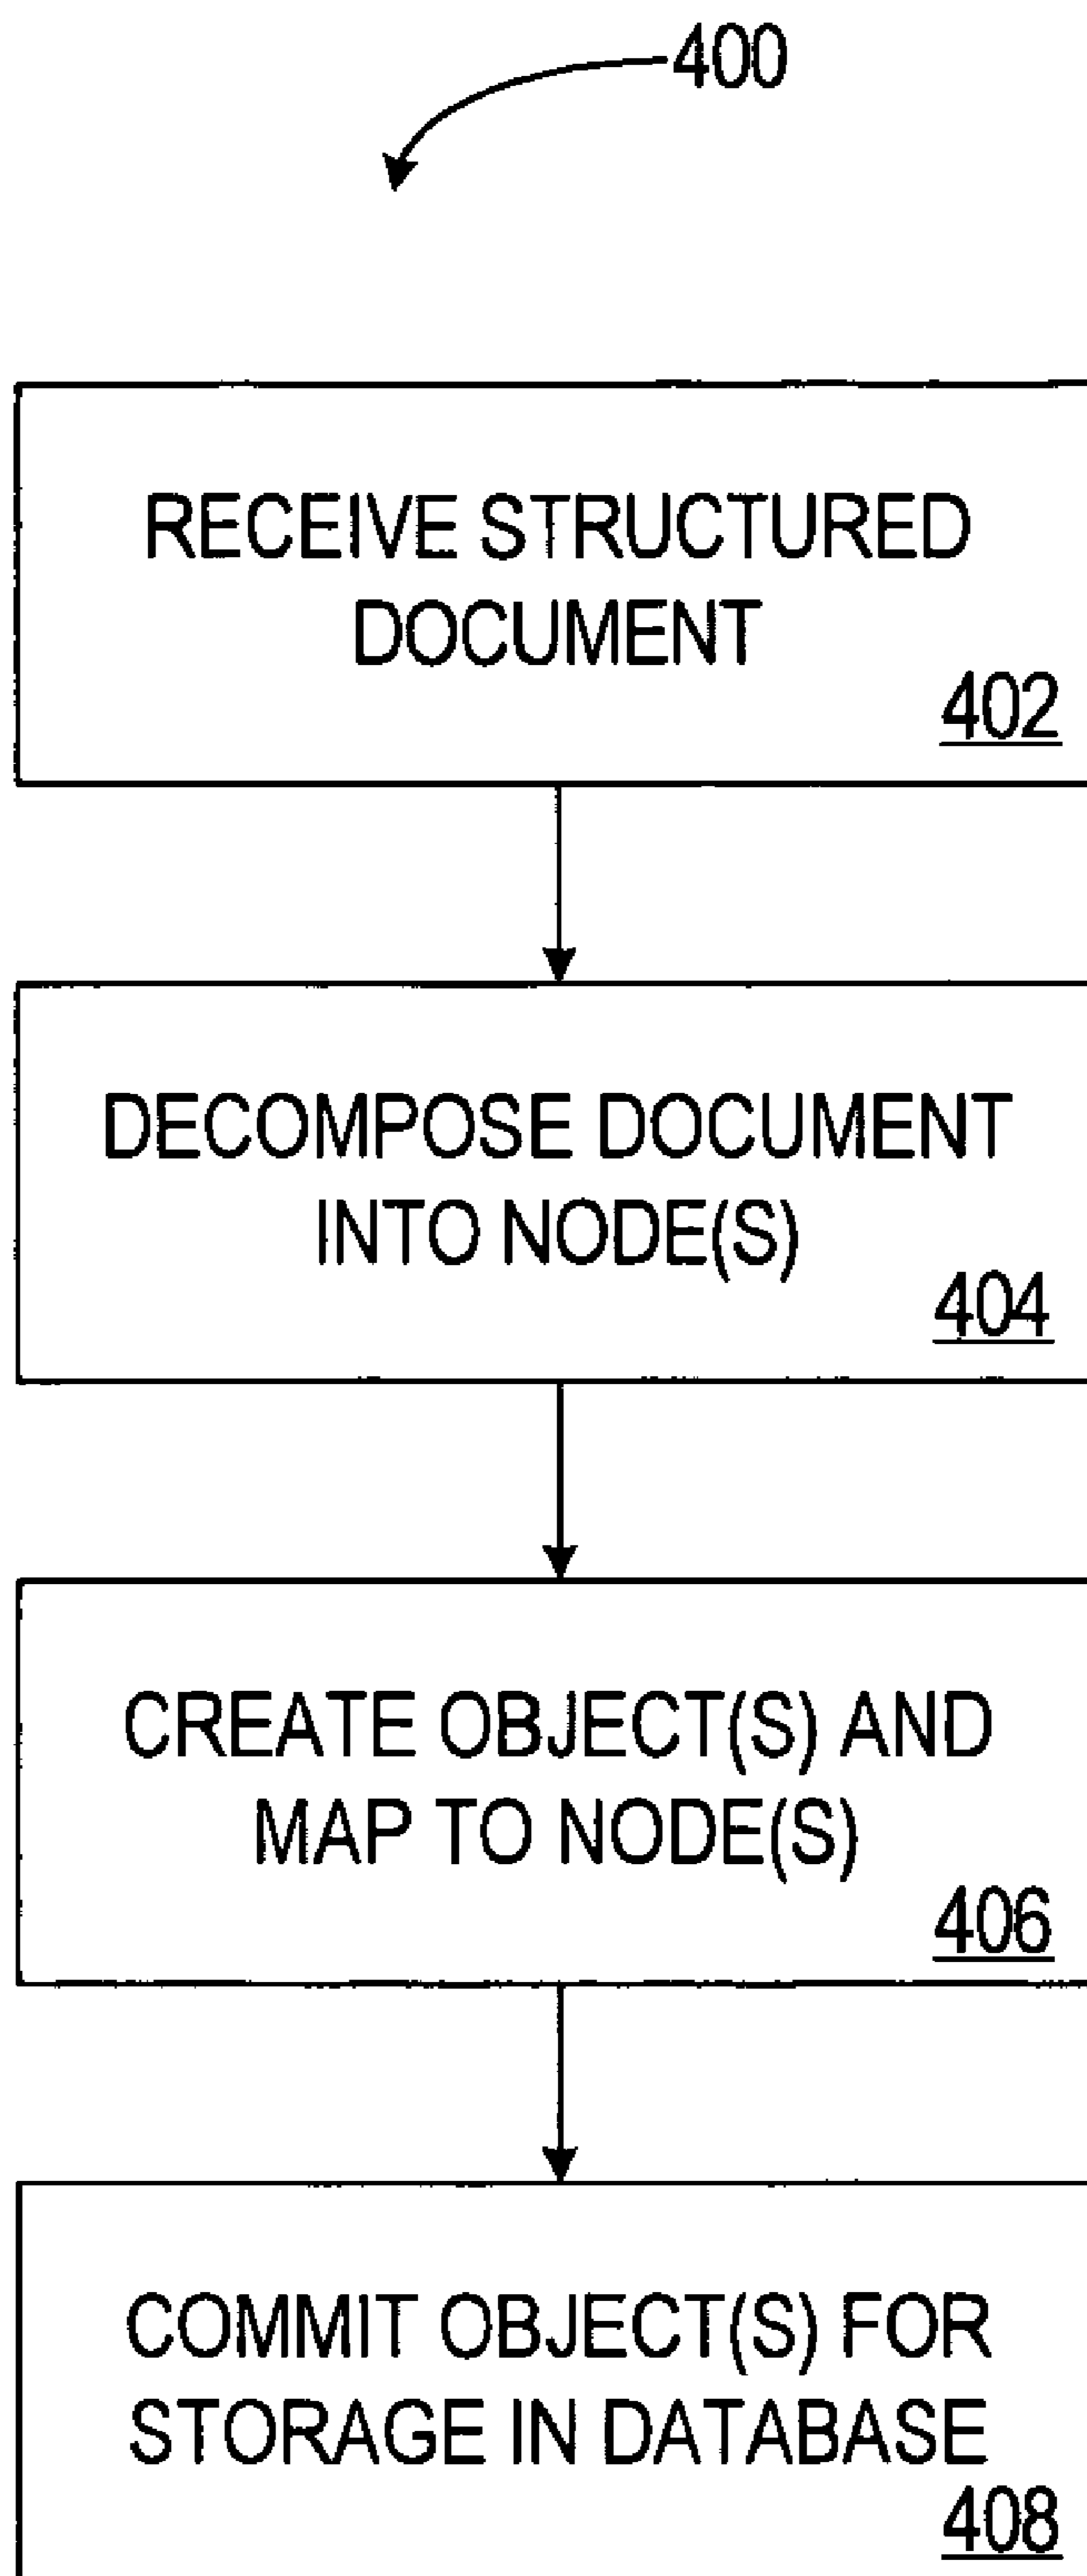 400
RECEIVE STRUCTURED
DOCUMENT
402
DECOMPOSE DOCUMENT
INTO NODE(S)
404
CREATE OBJECT(S) AND
MAP TO NODE(S)
406
COMMIT OBJECT(S) FOR
STORAGE IN DATABASE
408